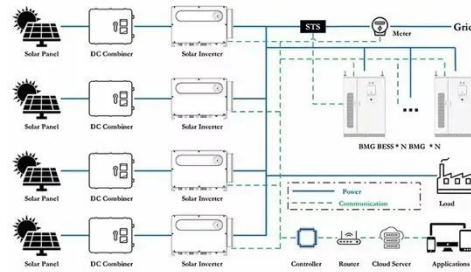 STS
Meter
Grid
Solar Panel DC Combiner Solar Inverter
Solar Panel DC Combiner Solar Inverter
BMG BESS * N BMG * N
Solar Panel DC Combiner Solar Inverter
Power
Communication
Load
Solar Panel DC Combiner Solar Inverter
Controller Router Cloud Server Applications